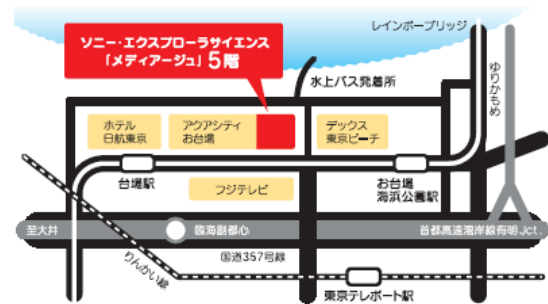 レインボーブリッジ
ソニー・エクスプローラサイエンス
「メディアージュ」5階
水上バス発着所
ゆりかもめ
ホテル
日航東京
アクアシティ
お台場
デックス
東京ビーチ
台場駅
フジテレビ
お台場
海浜公園駅
至大井
臨海副都心
首都高速湾岸線有明Jct.
りんかい線
国道357号線
東京テレポート駅